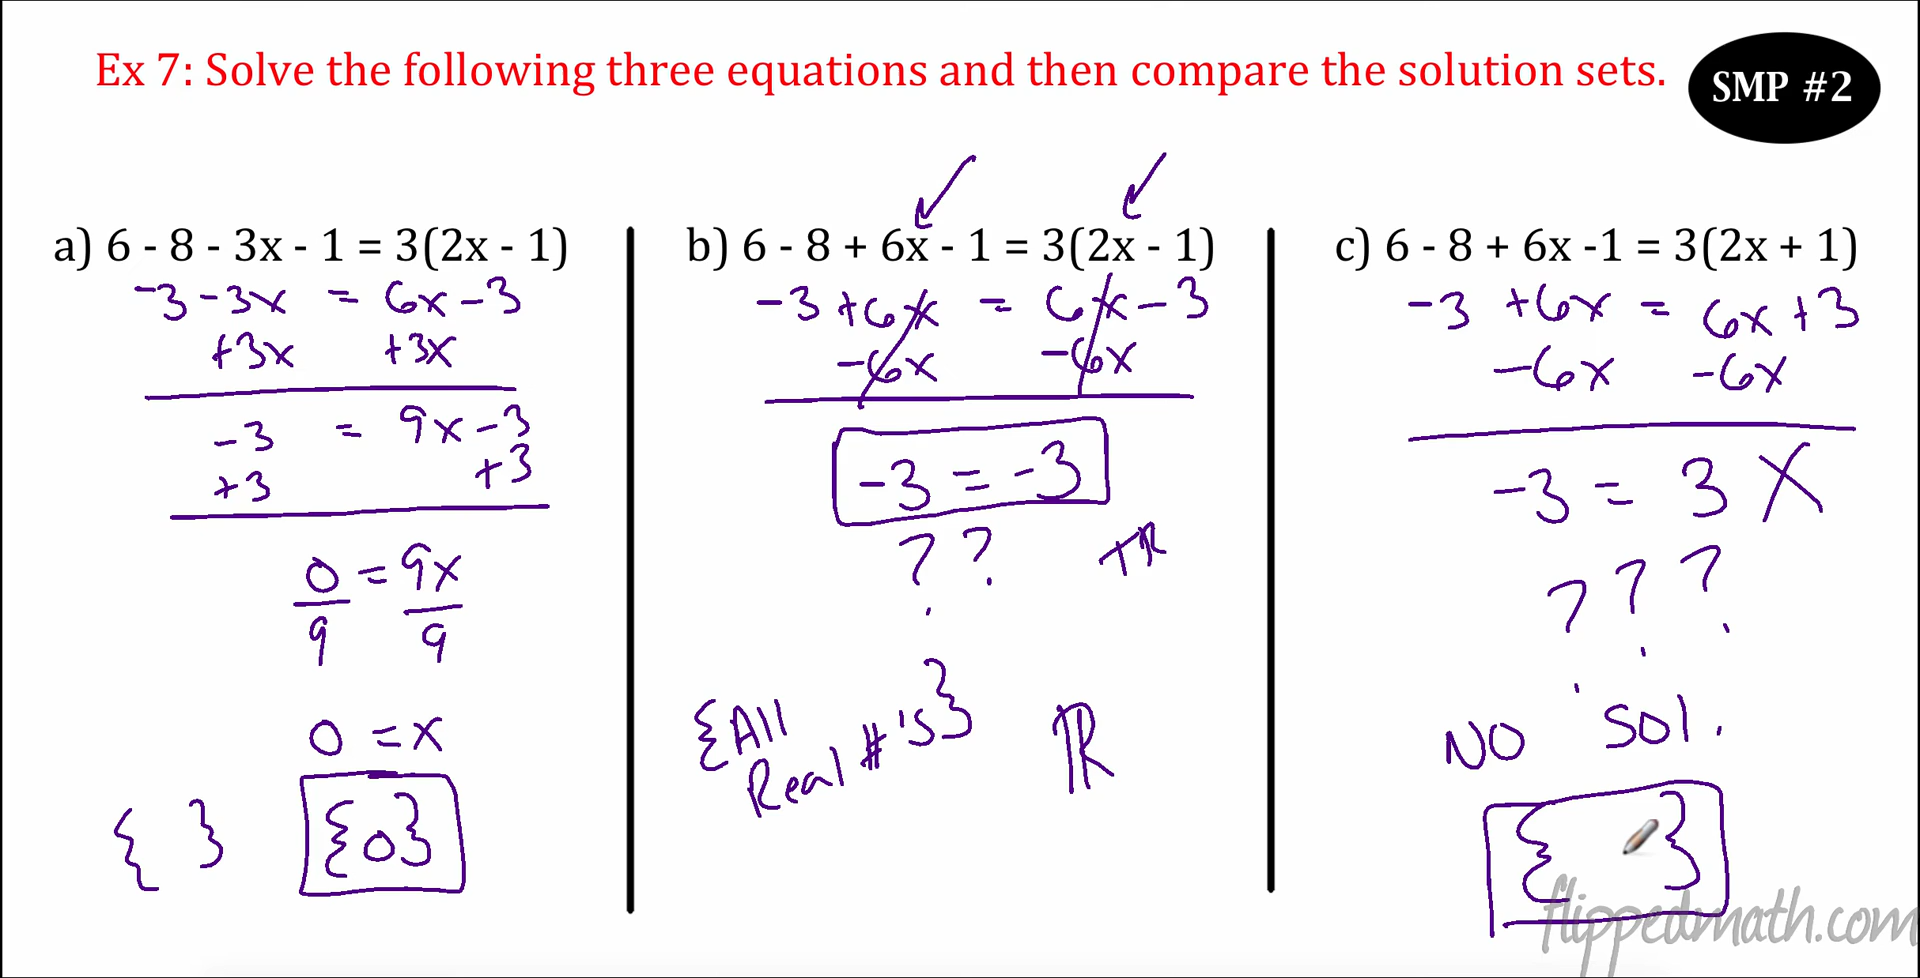 Ex 7: Solve the following three equations and then compare the solution sets.
SMP #2
a) 6 - 8 - 3x - 1 = 3(2x - 1)
-3 - 3x = 6x - 3
+3x +3x
-3 = 9x - 3
+3 +3
0 = 9x
9 9
0 = x
{ } {0}
b) 6 - 8 + 6x - 1 = 3(2x - 1)
-3 + 6x = 6x - 3
-6x -6x
-3 = -3
? ?
ℝ
{All
Real #'s} ℝ
c) 6 - 8 + 6x -1 = 3(2x + 1)
-3 + 6x = 6x + 3
-6x -6x
-3 = 3 X
? ? ?
NO Sol.
{ }
flippedmath.com